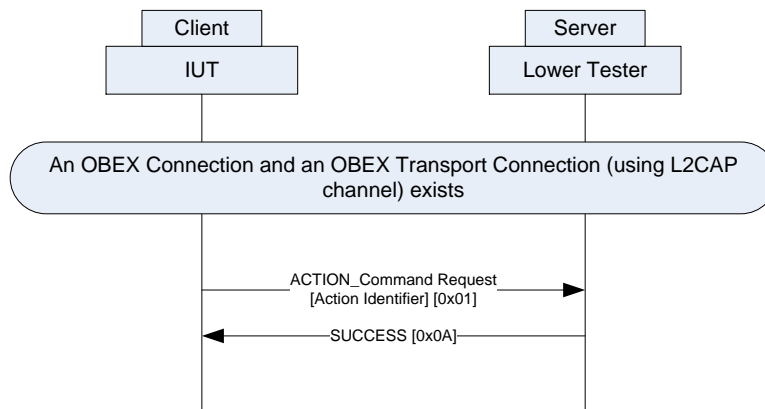 Client
Server
IUT
Lower Tester
An OBEX Connection and an OBEX Transport Connection (using L2CAP
channel) exists
ACTION_Command Request
[Action Identifier] [0x01]
SUCCESS [0x0A]